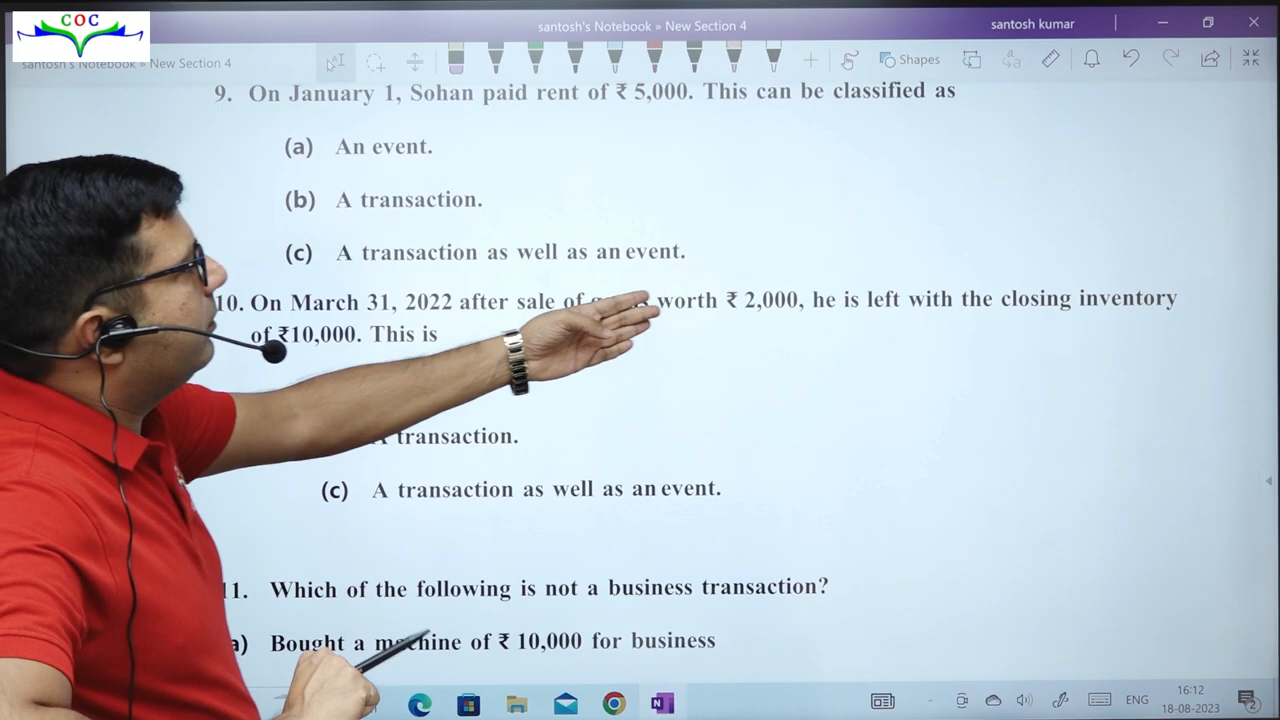 COC
santosh's Notebook » New Section 4
santosh kumar
santosh's Notebook » New Section 4
Shapes
9. On January 1, Sohan paid rent of ₹ 5,000. This can be classified as
(a) An event.
(b) A transaction.
(c) A transaction as well as an event.
10. On March 31, 2022 after sale of worth ₹ 2,000, he is left with the closing inventory
of ₹10,000. This is
transaction.
(c) A transaction as well as an event.
11. Which of the following is not a business transaction?
a) Bought a machine of ₹ 10,000 for business
ENG
16:12
18-08-2023
2